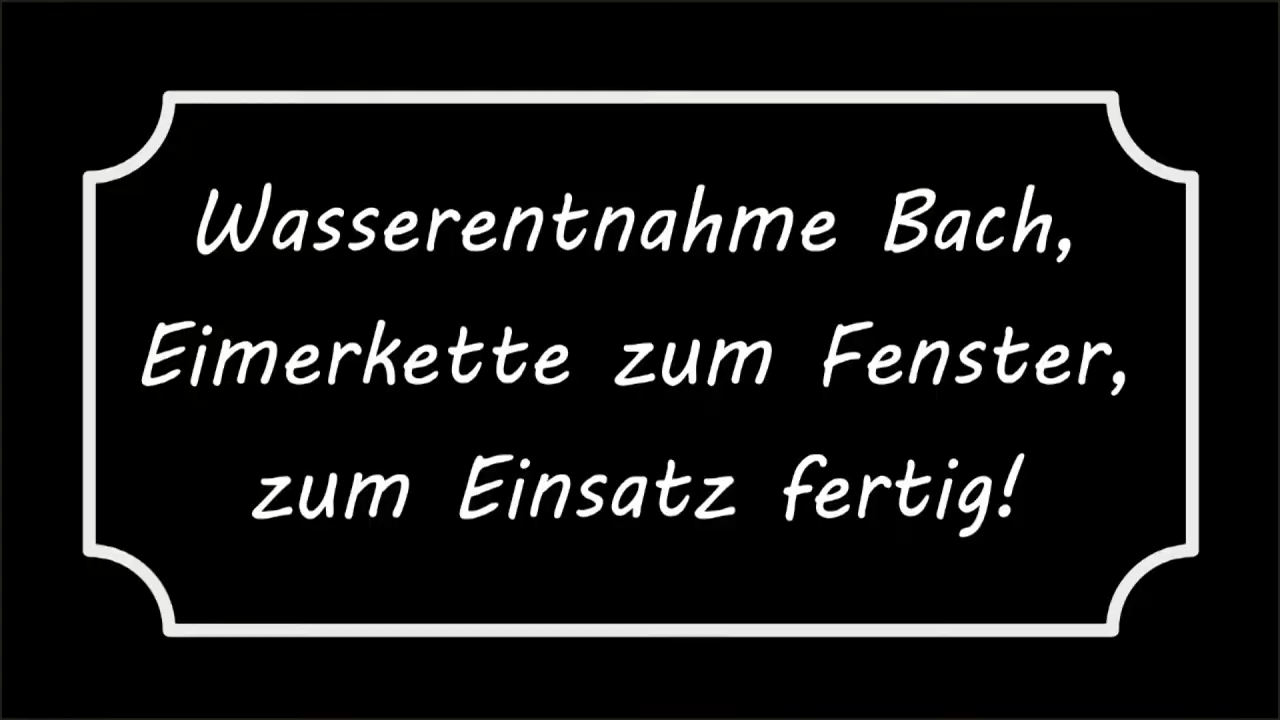 Wasserentnahme Bach,
Eimerkette zum Fenster,
zum Einsatz fertig!